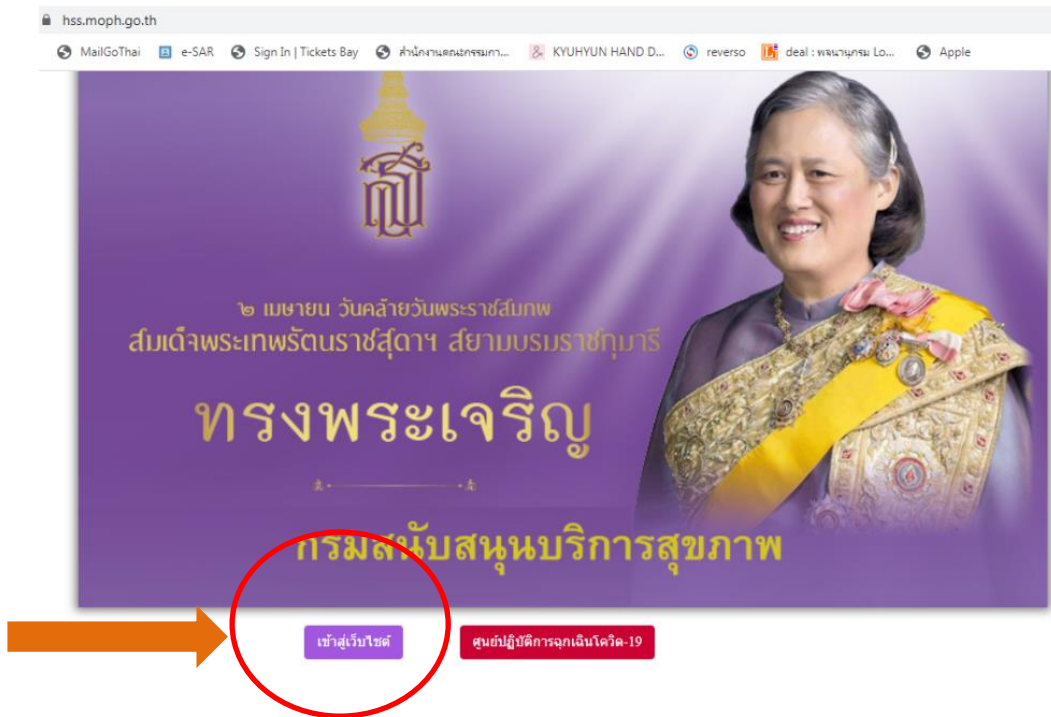 hss.moph.go.th
MailGoThai e-SAR Sign In | Tickets Bay สำนักงานคณะกรรมกา... KYUHYUN HAND D... reverso deal : พจนานุกรม Lo... Apple
๒ เมษายน วันคล้ายวันพระราชสมภพ
สมเด็จพระเทพรัตนราชสุดาฯ สยามบรมราชกุมารี
ทรงพระเจริญ
กรมสนับสนุนบริการสุขภาพ
เข้าสู่เว็บไซต์ ศูนย์ปฏิบัติการฉุกเฉินโควิด-19